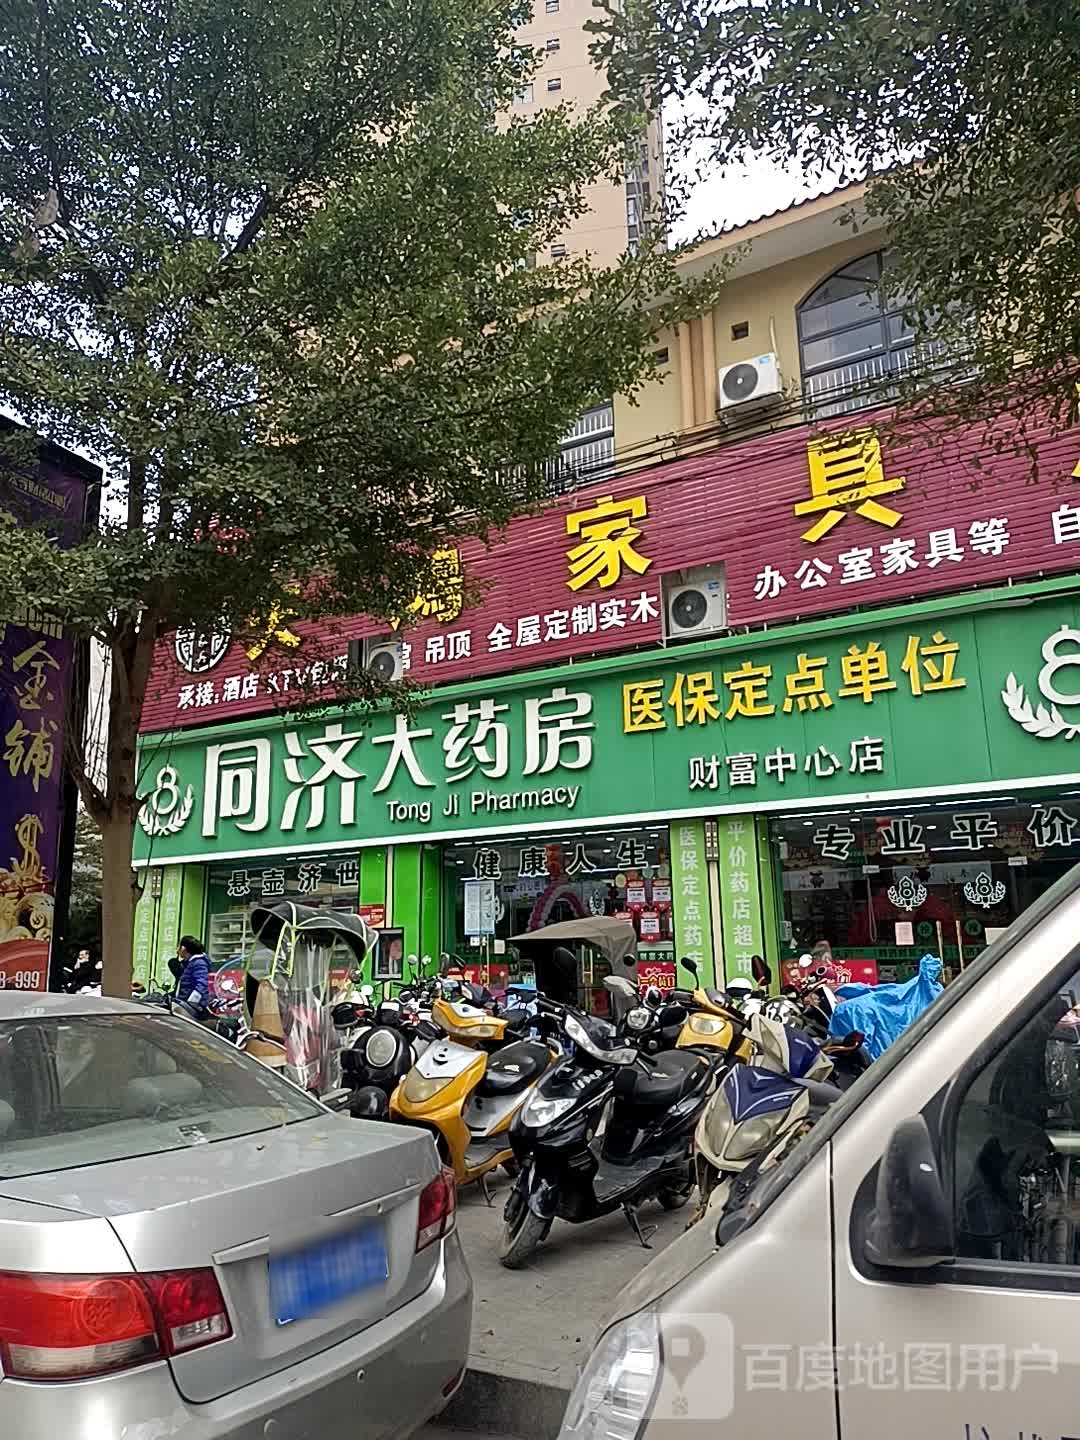 家具
办公室家具等 自
吊顶 全屋定制实木
承接:酒店 KTV
同济大药房
Tong Ji Pharmacy
医保定点单位
财富中心店
悬壶济世
健康人生
专业平价
医保定点药店
平价药店超市
金铺
-999
百度地图用户